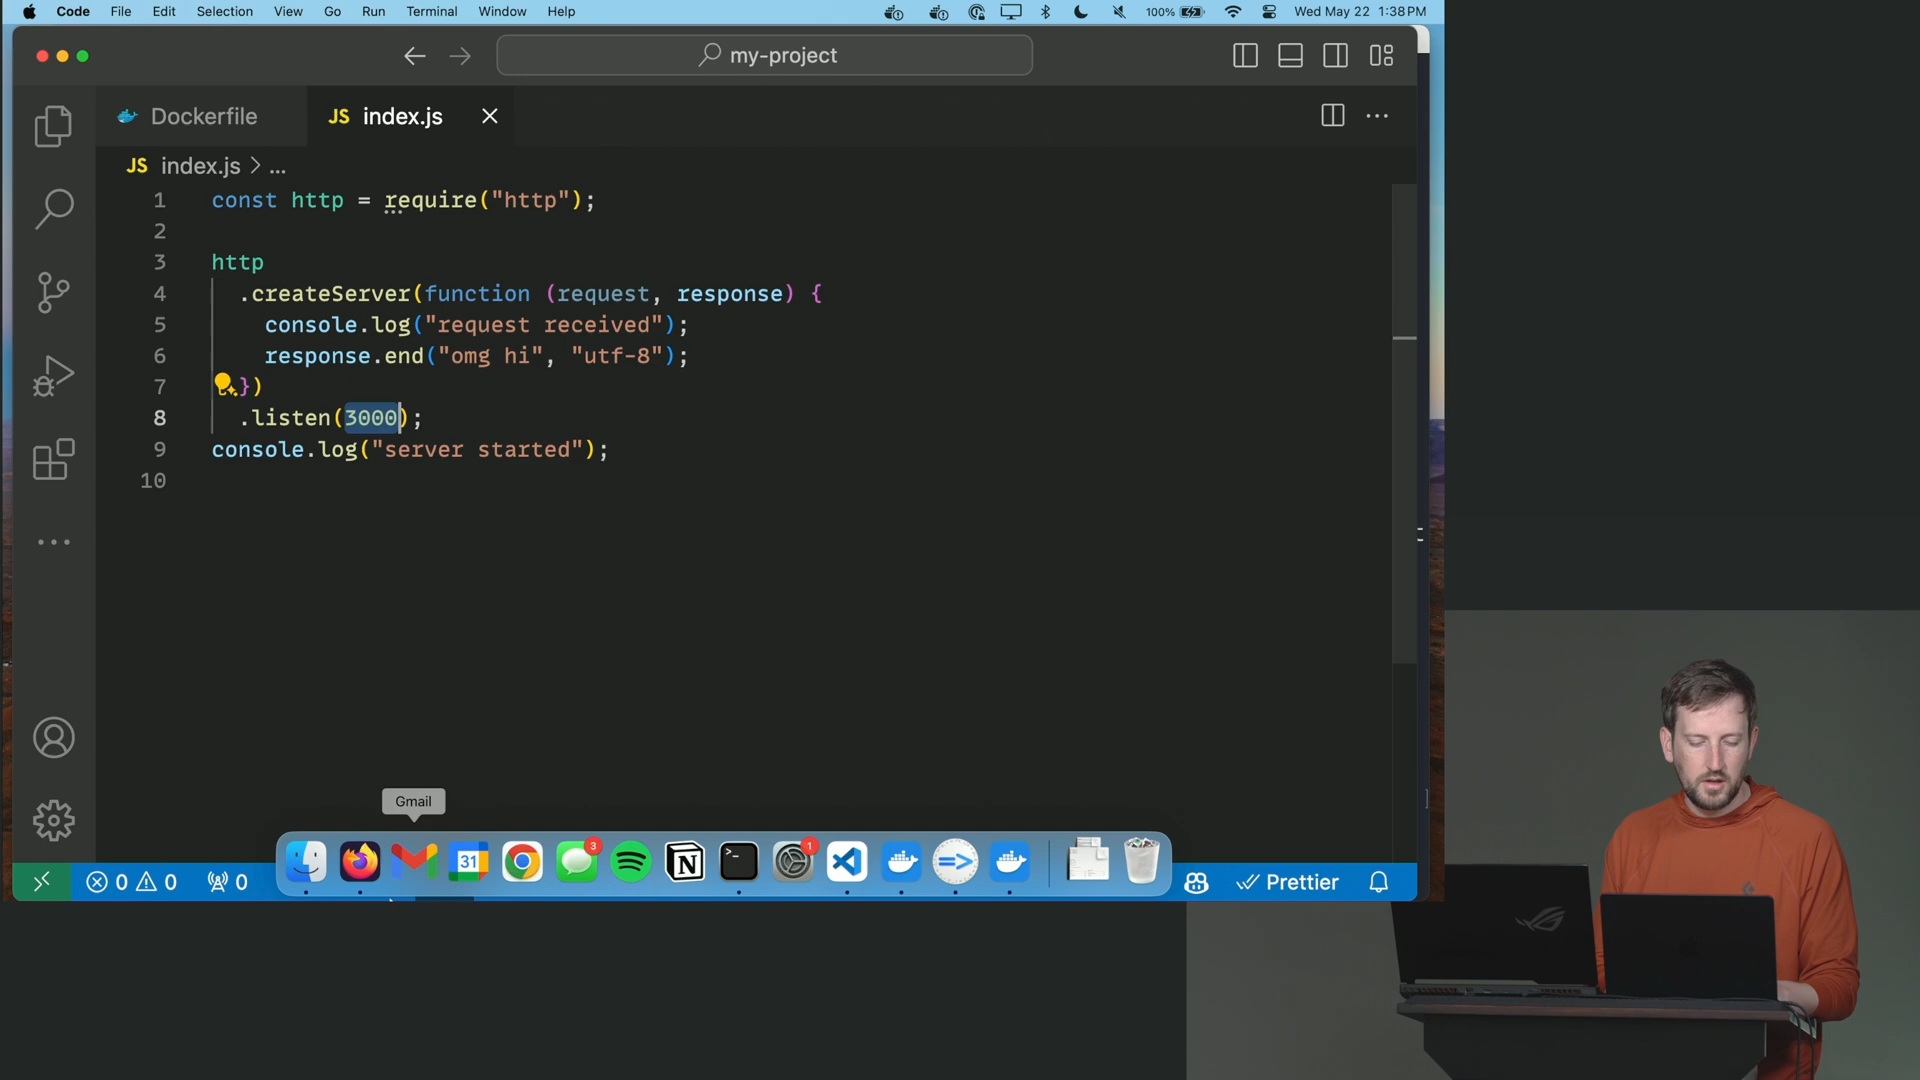 Code File Edit Selection View Go Run Terminal Window Help 100% Wed May 22 1:38 PM
my-project
Dockerfile JS index.js
JS index.js > ...
1 const http = require("http");
2
3 http
4 .createServer(function (request, response) {
5 console.log("request received");
6 response.end("omg hi", "utf-8");
7 })
8 .listen(3000);
9 console.log("server started");
10
Gmail
31 3 1
0 0 0 Prettier